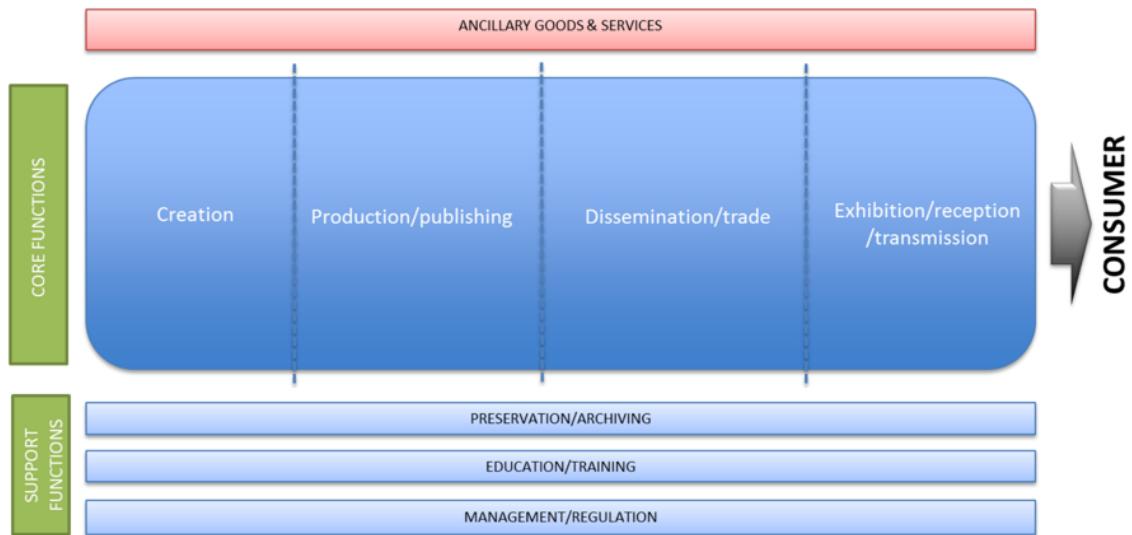 ANCILLARY GOODS & SERVICES
CORE FUNCTIONS
Creation
Production/publishing
Dissemination/trade
Exhibition/reception
/transmission
CONSUMER
SUPPORT
FUNCTIONS
PRESERVATION/ARCHIVING
EDUCATION/TRAINING
MANAGEMENT/REGULATION